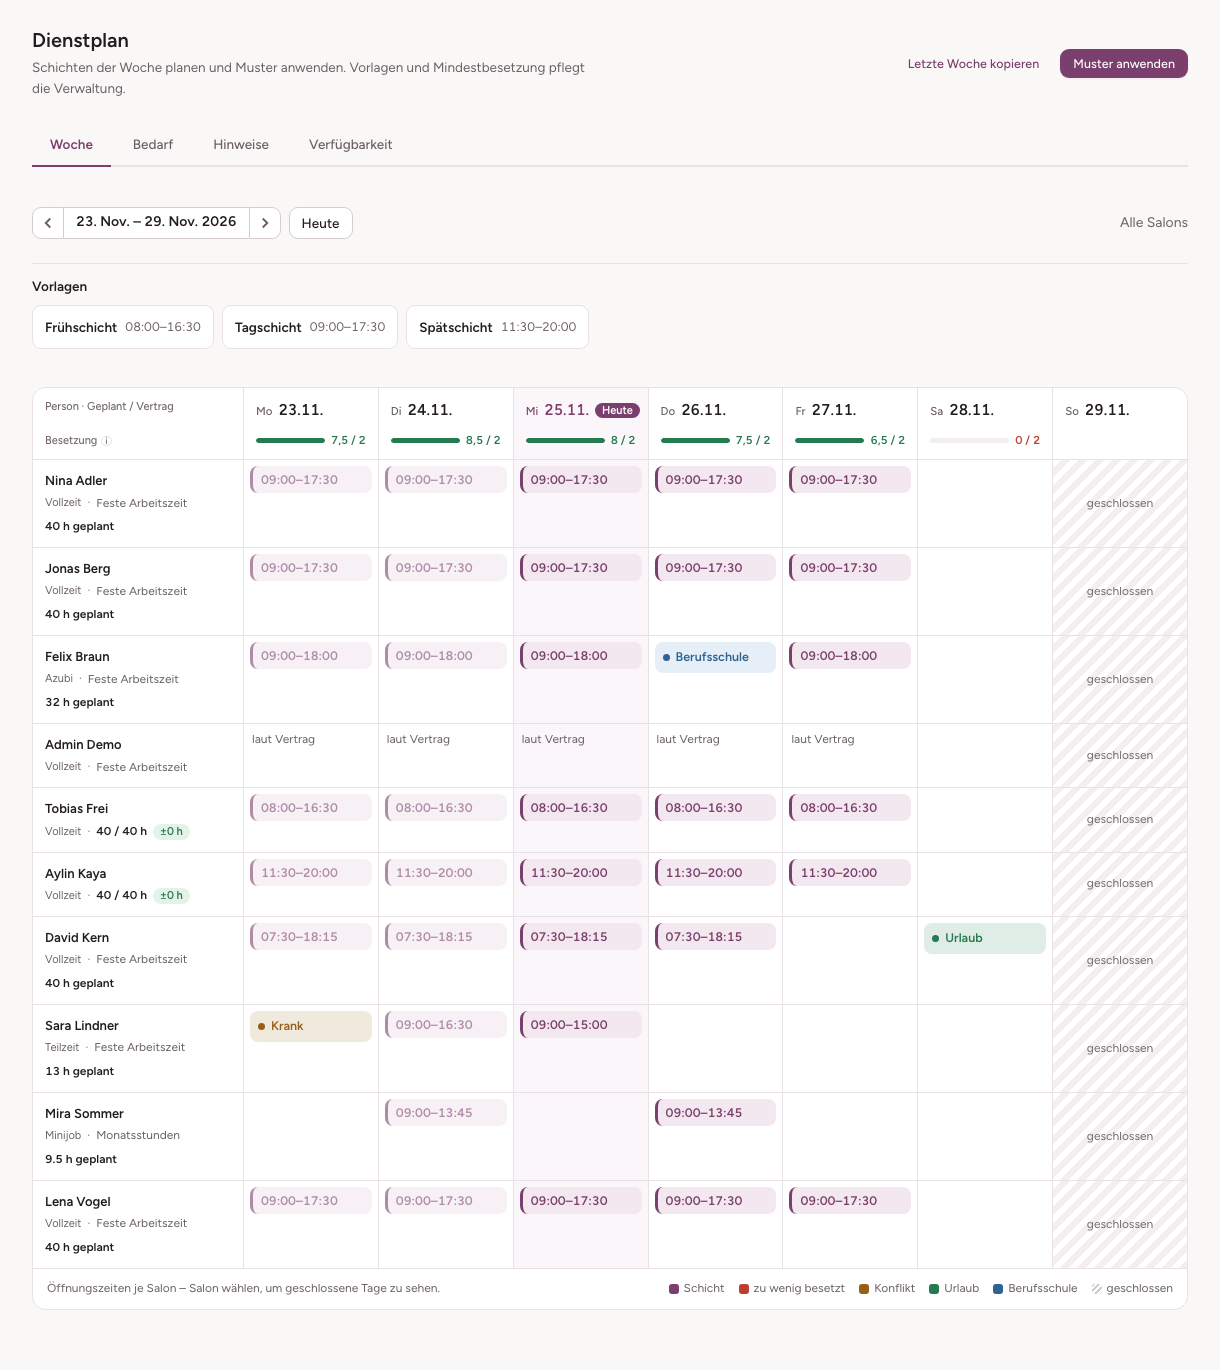 Dienstplan
Schichten der Woche planen und Muster anwenden. Vorlagen und Mindestbesetzung pflegt
die Verwaltung.
Letzte Woche kopieren
Muster anwenden
Woche
Bedarf
Hinweise
Verfügbarkeit
23. Nov. – 29. Nov. 2026
Heute
Alle Salons
Vorlagen
Frühschicht 08:00–16:30
Tagschicht 09:00–17:30
Spätschicht 11:30–20:00
Person · Geplant / Vertrag
Mo 23.11.
Di 24.11.
Mi 25.11. Heute
Do 26.11.
Fr 27.11.
Sa 28.11.
So 29.11.
Besetzung
7,5 / 2
8,5 / 2
8 / 2
7,5 / 2
6,5 / 2
0 / 2
Nina Adler
Vollzeit · Feste Arbeitszeit
40 h geplant
09:00–17:30
09:00–17:30
09:00–17:30
09:00–17:30
09:00–17:30
geschlossen
Jonas Berg
Vollzeit · Feste Arbeitszeit
40 h geplant
09:00–17:30
09:00–17:30
09:00–17:30
09:00–17:30
09:00–17:30
geschlossen
Felix Braun
Azubi · Feste Arbeitszeit
32 h geplant
09:00–18:00
09:00–18:00
09:00–18:00
Berufsschule
09:00–18:00
geschlossen
Admin Demo
Vollzeit · Feste Arbeitszeit
laut Vertrag
laut Vertrag
laut Vertrag
laut Vertrag
laut Vertrag
geschlossen
Tobias Frei
Vollzeit · 40 / 40 h ±0 h
08:00–16:30
08:00–16:30
08:00–16:30
08:00–16:30
08:00–16:30
geschlossen
Aylin Kaya
Vollzeit · 40 / 40 h ±0 h
11:30–20:00
11:30–20:00
11:30–20:00
11:30–20:00
11:30–20:00
geschlossen
David Kern
Vollzeit · Feste Arbeitszeit
40 h geplant
07:30–18:15
07:30–18:15
07:30–18:15
07:30–18:15
Urlaub
geschlossen
Sara Lindner
Teilzeit · Feste Arbeitszeit
13 h geplant
Krank
09:00–16:30
09:00–15:00
geschlossen
Mira Sommer
Minijob · Monatsstunden
9.5 h geplant
09:00–13:45
09:00–13:45
geschlossen
Lena Vogel
Vollzeit · Feste Arbeitszeit
40 h geplant
09:00–17:30
09:00–17:30
09:00–17:30
09:00–17:30
09:00–17:30
geschlossen
Öffnungszeiten je Salon – Salon wählen, um geschlossene Tage zu sehen.
Schicht
zu wenig besetzt
Konflikt
Urlaub
Berufsschule
geschlossen